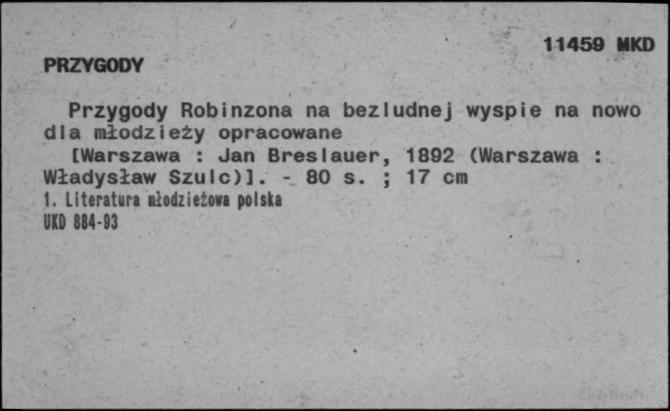 11459 MKD
PRZYGODY
Przygody Robinzona na bezludnej wyspie na nowo
dla młodzieży opracowane
[Warszawa : Jan Breslauer, 1892 (Warszawa :
Władysław Szulc)]. - 80 s. ; 17 cm
1. Literatura młodzieżowa polska
UKD 884-93